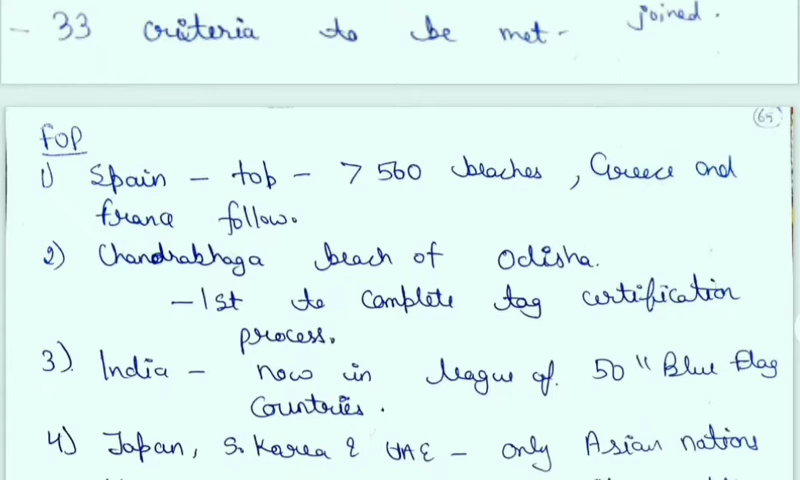 - 33 criteria to be met - joined.
65
FOP
1) Spain - top - > 560 beaches, Greece and
france follow.
2) Chandrabhaga beach of Odisha.
- 1st to complete tag certification
process.
3) India - now in league of 50 "Blue flag
Countries.
4) Japan, S. Korea & UAE - only Asian nations